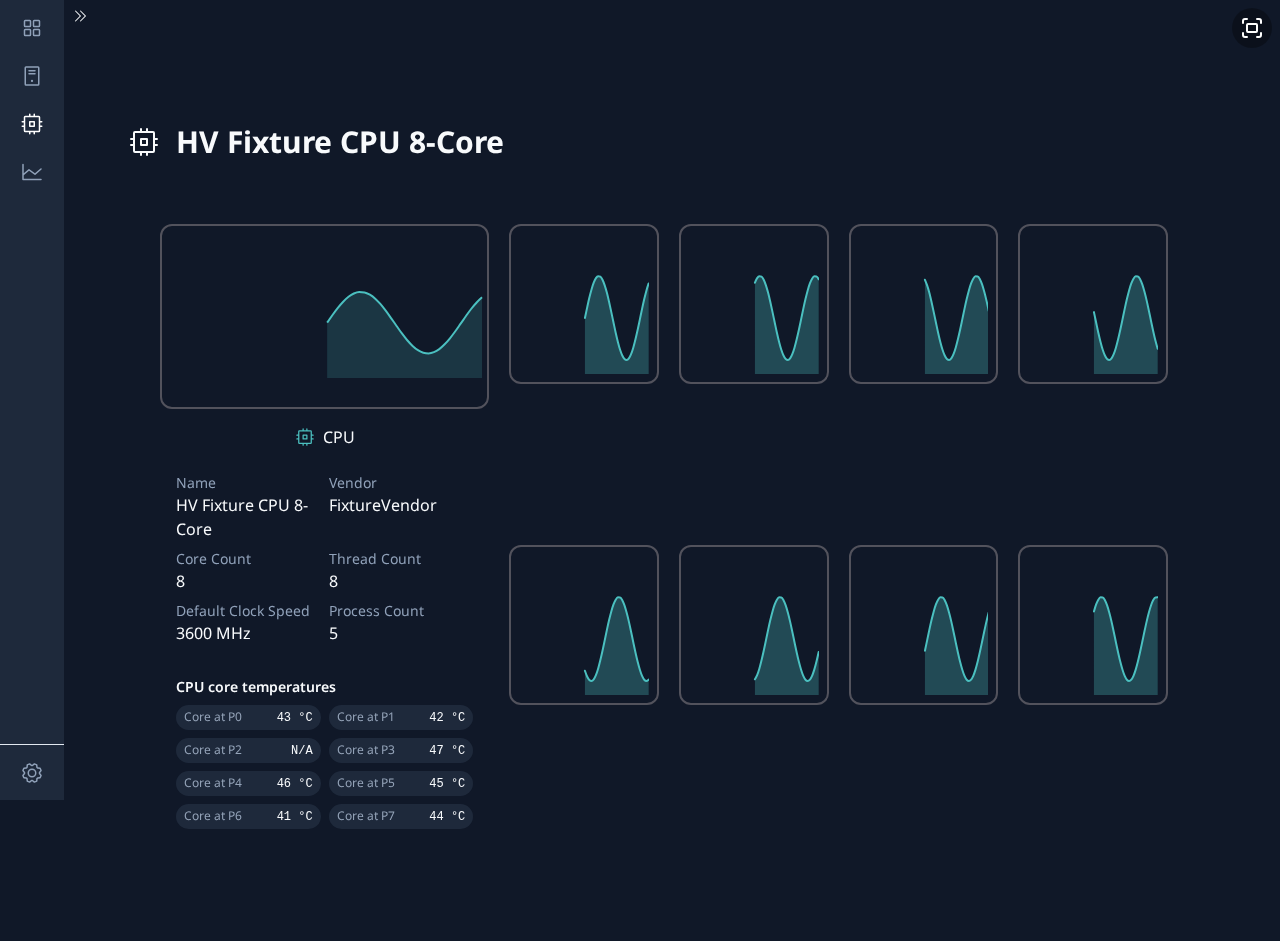 HV Fixture CPU 8-Core
CPU
Name
Vendor
HV Fixture CPU 8-
Core
FixtureVendor
Core Count
Thread Count
8
8
Default Clock Speed
Process Count
3600 MHz
5
CPU core temperatures
Core at P0 43 °C
Core at P1 42 °C
Core at P2 N/A
Core at P3 47 °C
Core at P4 46 °C
Core at P5 45 °C
Core at P6 41 °C
Core at P7 44 °C